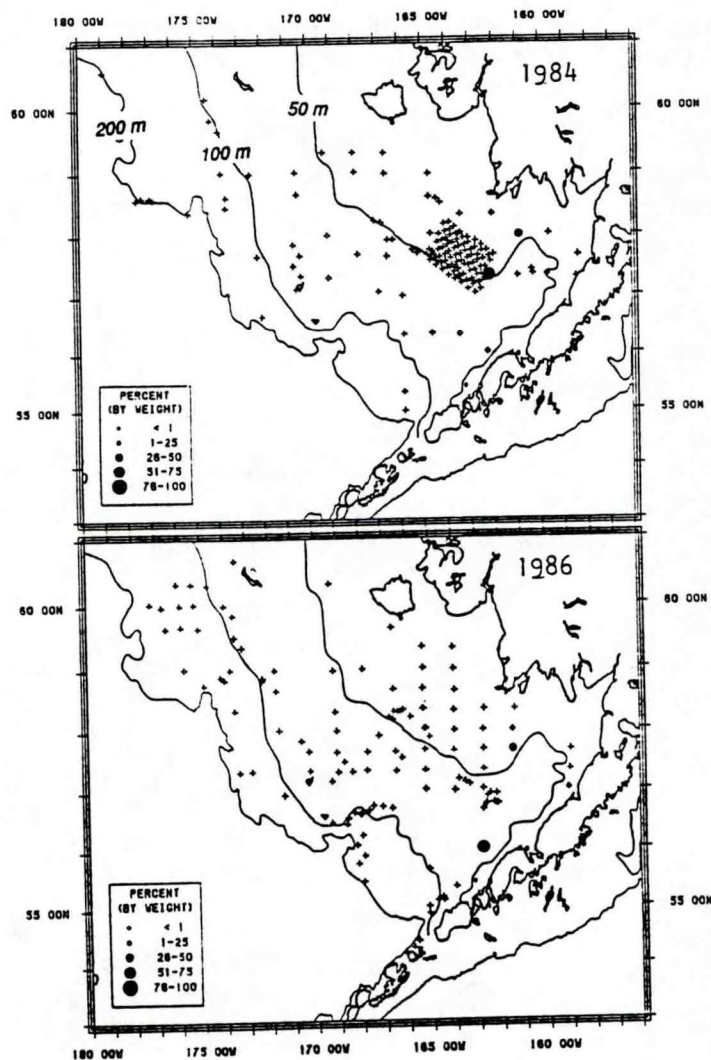 180 00W 175 00W 170 00W 165 00W 160 00W
1984
60 00N 60 00N
200 m 100 m 50 m
55 00N 55 00N
PERCENT
(BY WEIGHT)
< 1
1-25
26-50
51-75
76-100
1986
60 00N 60 00N
55 00N 55 00N
PERCENT
(BY WEIGHT)
< 1
1-25
26-50
51-75
76-100
180 00W 175 00W 170 00W 165 00W 160 00W